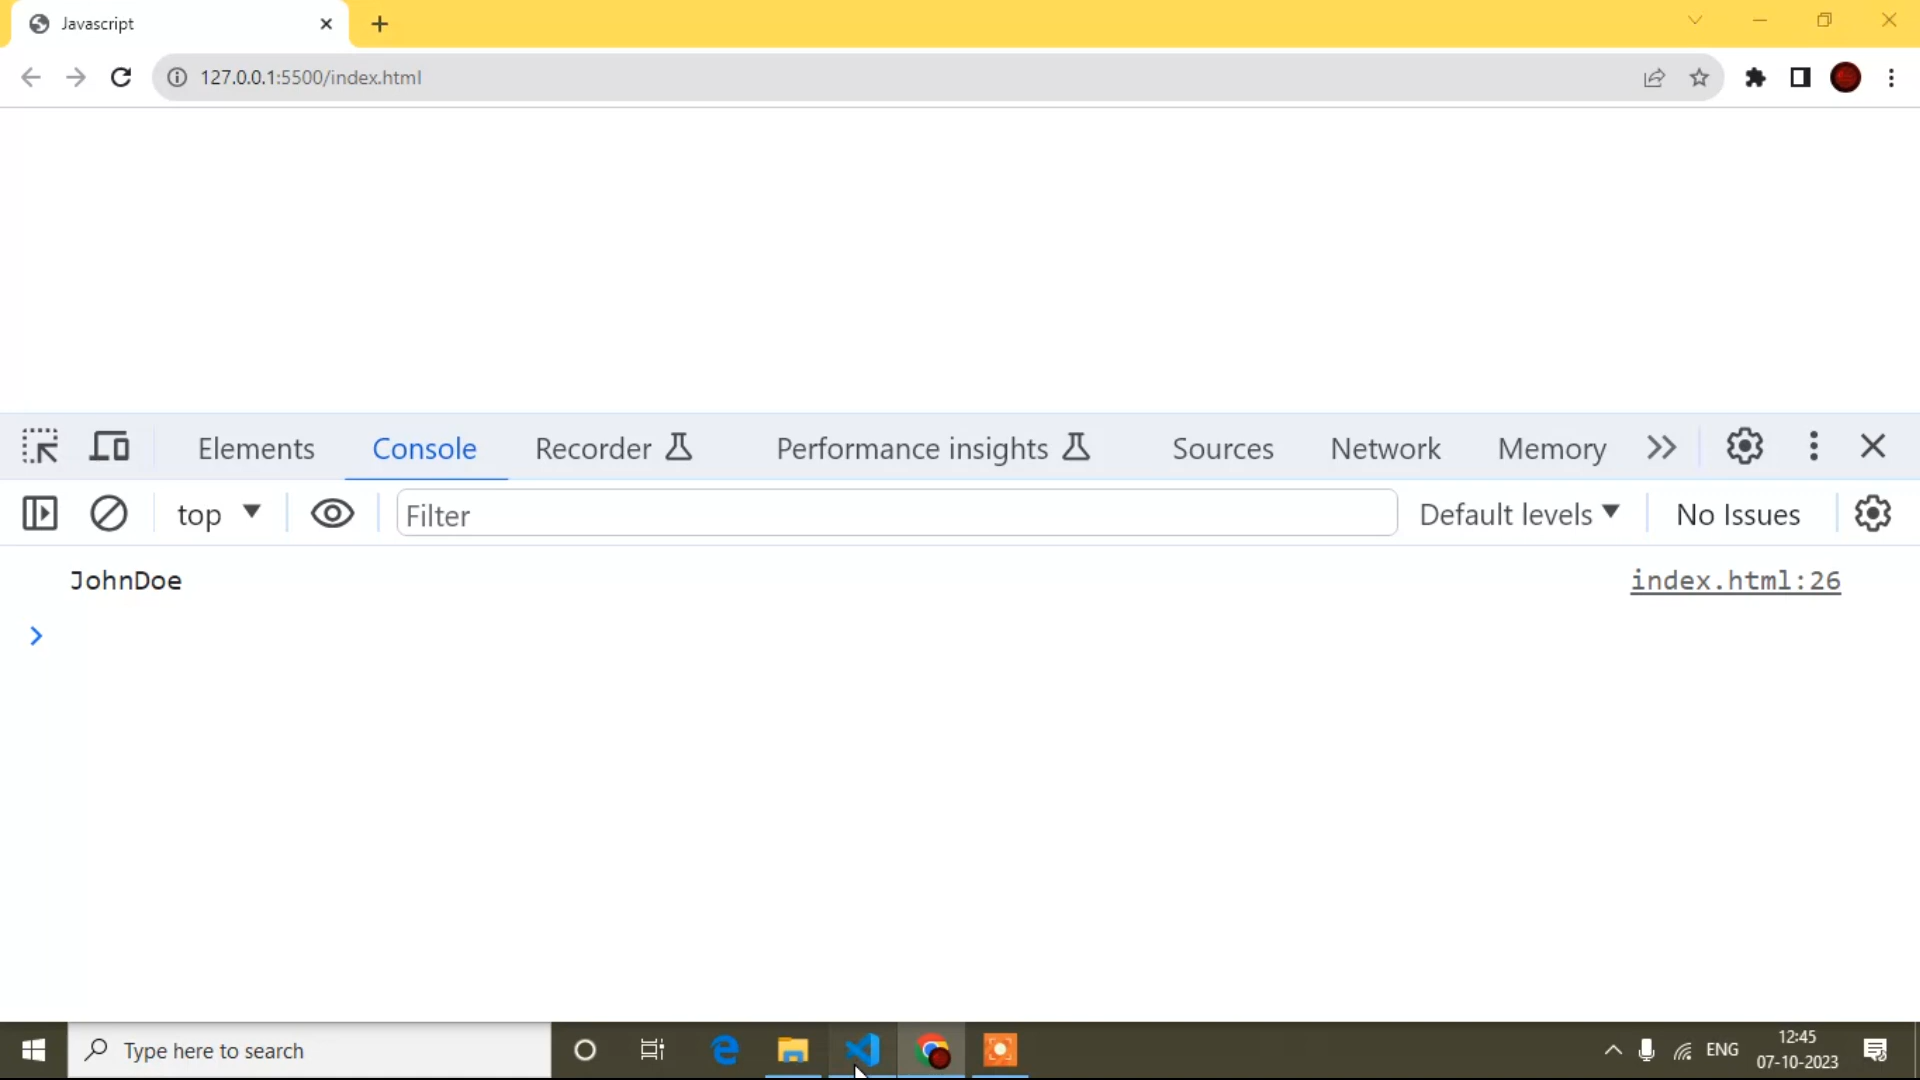 Javascript
127.0.0.1:5500/index.html
Elements Console Recorder Performance insights Sources Network Memory
top Filter Default levels No Issues
JohnDoe index.html:26
Type here to search ENG 12:45
07-10-2023